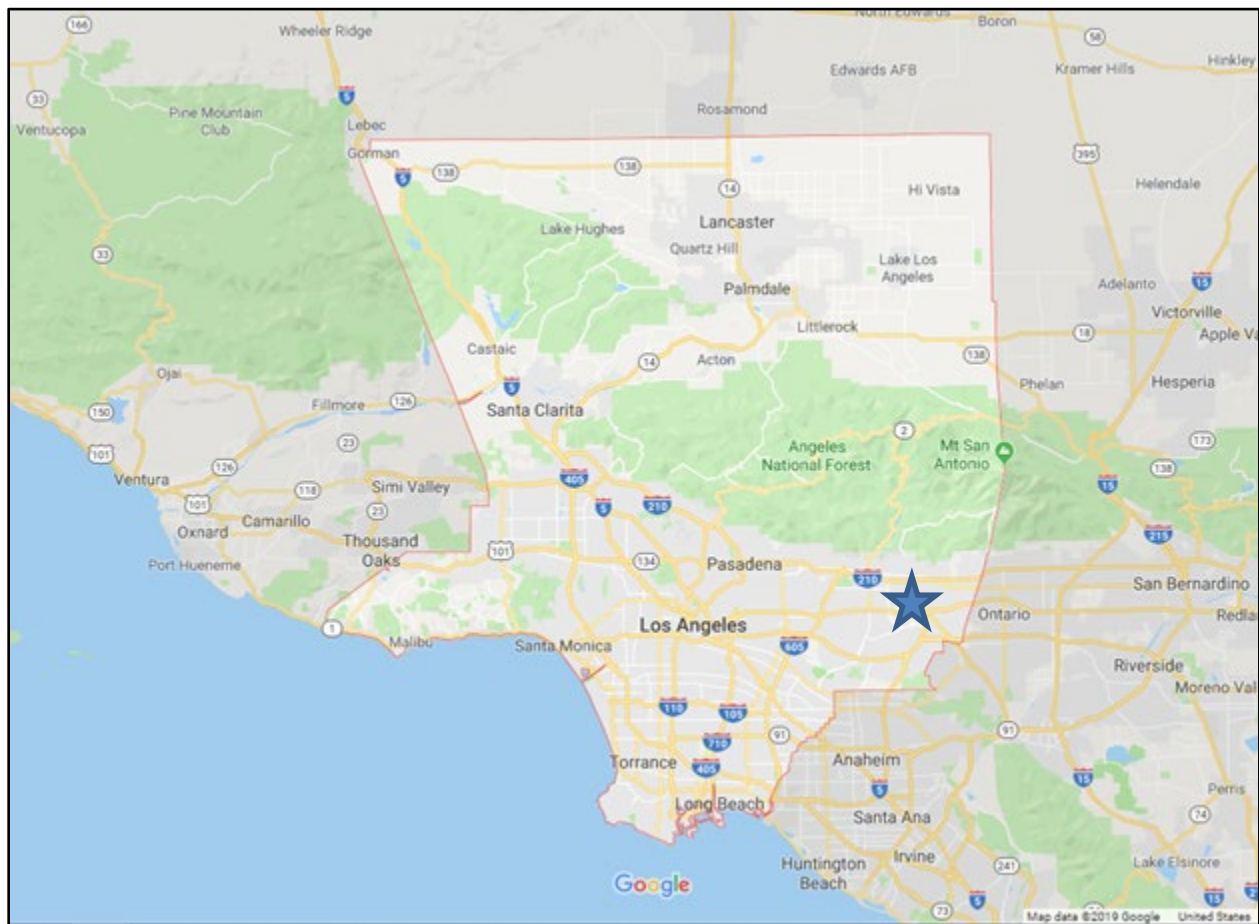 166
Wheeler Ridge
North Edwards
Boron
58
Edwards AFB
Kramer Hills
Hinkley
33
5
Pine Mountain
Club
Ventucopa
Lebec
Rosamond
Gorman
138
138
5
14
395
Hi Vista
Helendale
Lancaster
Lake Hughes
Quartz Hill
33
Lake Los
Angeles
Adelanto
15
Palmdale
Victorville
Littlerock
18
Apple Va
Castaic
14
Acton
138
Ojai
5
Phelan
Hesperia
Fillmore
126
Santa Clarita
150
2
23
Angeles
National Forest
Mt San
Antonio
173
101
126
138
Ventura
118
Simi Valley
405
5
210
15
101
Oxnard
Camarillo
23
Thousand
Oaks
215
101
134
Pasadena
Port Hueneme
210
San Bernardino
Ontario
Redla
1
Malibu
Los Angeles
Santa Monica
605
Riverside
Moreno Val
110
105
91
91
710
Torrance
405
Anaheim
15
Long Beach
5
Perris
Santa Ana
74
Irvine
Huntington
Beach
241
Lake Elsinore
Google
5
15
73
Map data ©2019 Google
United States